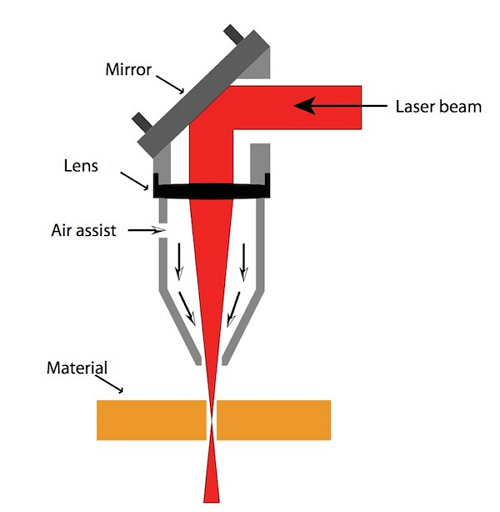 Mirror
Laser beam
Lens
Air assist
Material